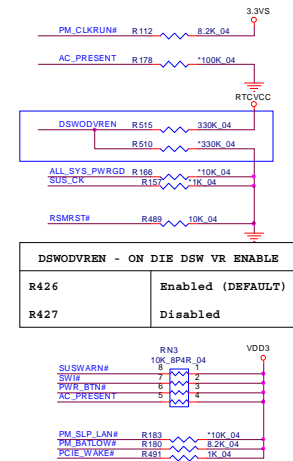 3.3VS
PM_CLKRUN# R112 8.2K_04
AC_PRESENT R178 *100K_04
RTCVCC
DSWODVREN R515 330K_04
R510 *330K_04
ALL_SYS_PWRGD R166 *10K_04
SUS_CK R157 *1K_04
RSMRST# R489 10K_04
DSWODVREN - ON DIE DSW VR ENABLE
R426 Enabled (DEFAULT)
R427 Disabled
RN3 VDD3
10K_8P4R_04
SUSWARN# 8 1
SWI# 7 2
PWR_BTN# 6 3
AC_PRESENT 5 4
PM_SLP_LAN# R183 *10K_04
PM_BATLOW# R180 8.2K_04
PCIE_WAKE# R491 1K_04